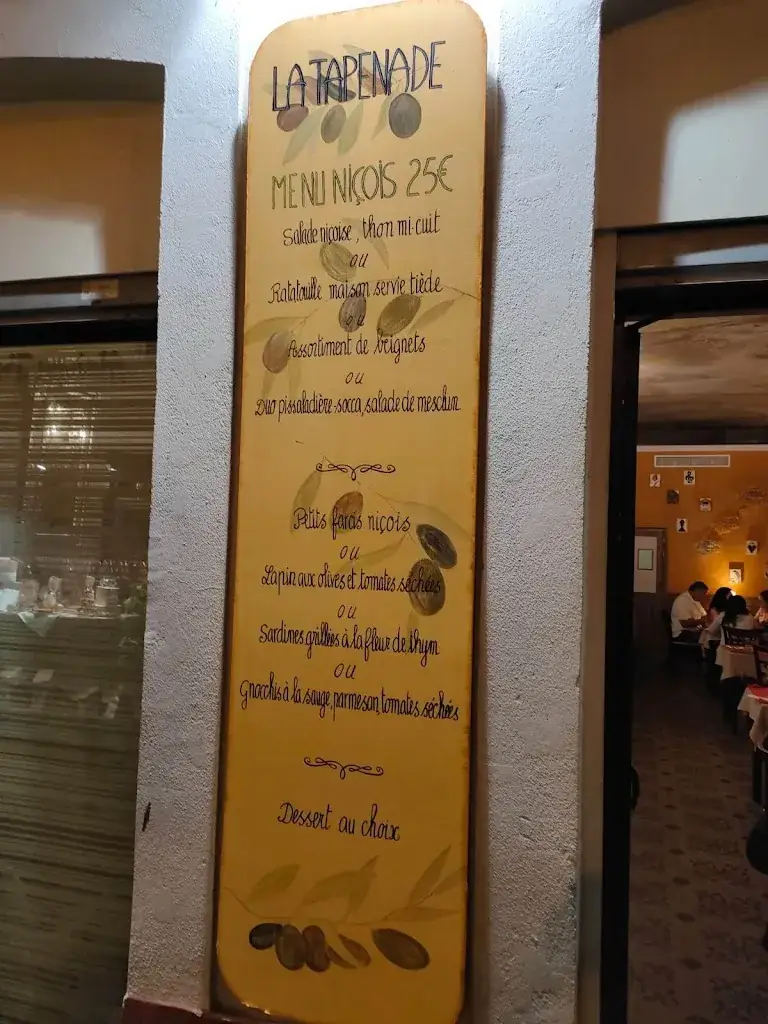 LA TAPENADE
MENU NIÇOIS 25€
Salade niçoise, thon mi-cuit
ou
Ratatouille maison servie tiède
ou
Assortiment de beignets
ou
Duo pissaladière-socca, salade de mesclun
Petits farcis niçois
ou
Lapin aux olives et tomates séchées
ou
Sardines grillées à la fleur de thym
ou
Gnocchis à la sauge, parmesan, tomates séchées
Dessert au choix